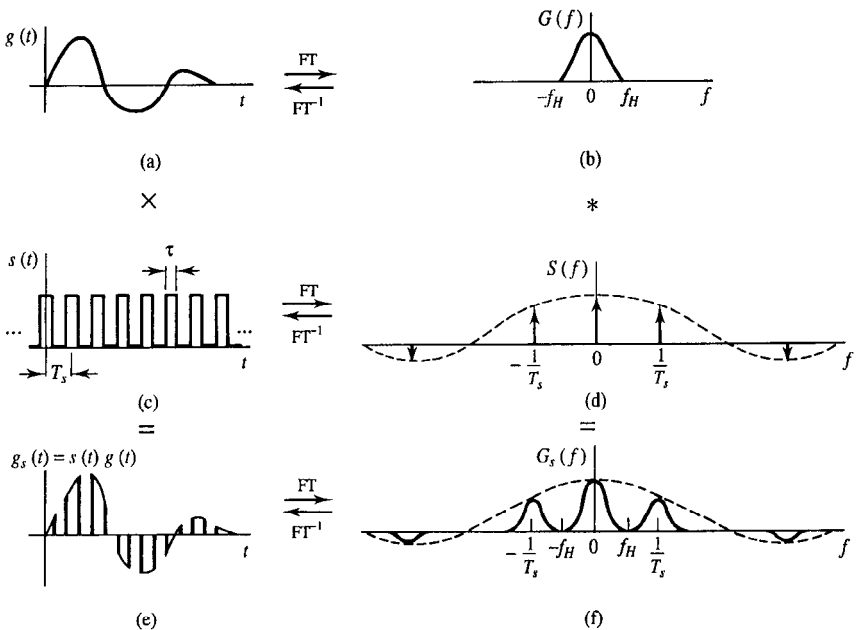 g (t)
t
(a)
FT
FT⁻¹
G (f)
−f_H 0 f_H f
(b)
×
*
s (t)
τ
... ...
T_s
t
(c)
FT
FT⁻¹
S (f)
− 1/T_s 0 1/T_s f
(d)
=
=
g_s (t) = s (t) g (t)
t
(e)
FT
FT⁻¹
G_s (f)
− 1/T_s −f_H 0 f_H 1/T_s f
(f)